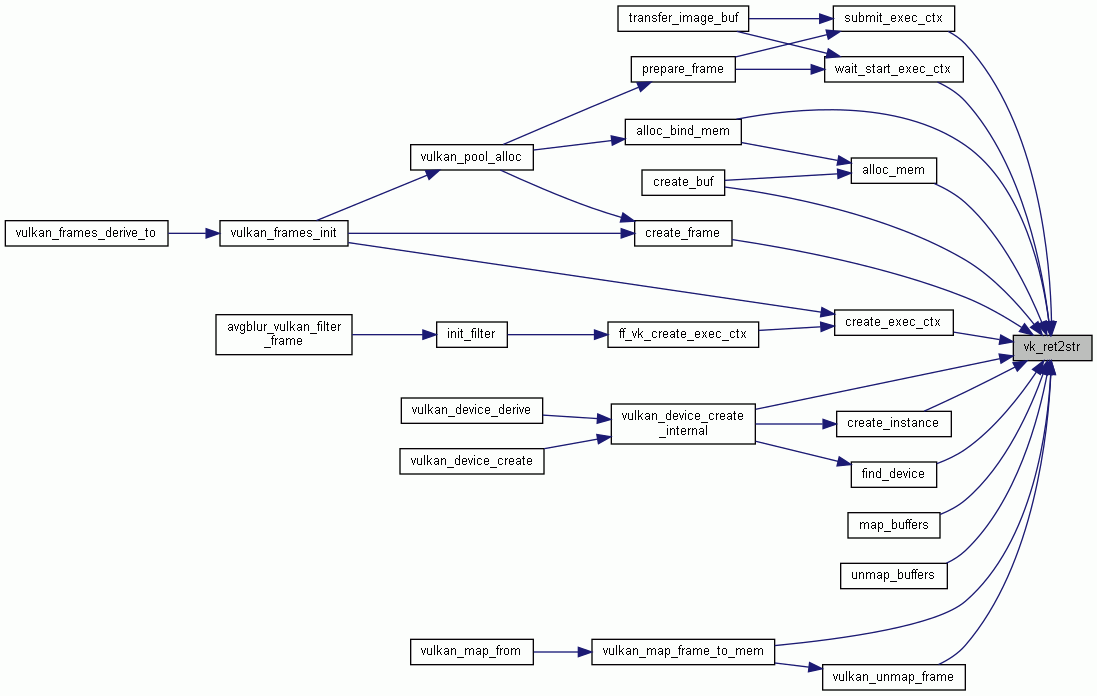 transfer_image_buf
submit_exec_ctx
prepare_frame
wait_start_exec_ctx
alloc_bind_mem
vulkan_pool_alloc
alloc_mem
create_buf
vulkan_frames_derive_to
vulkan_frames_init
create_frame
avgblur_vulkan_filter
_frame
init_filter
ff_vk_create_exec_ctx
create_exec_ctx
vk_ret2str
vulkan_device_derive
vulkan_device_create
_internal
create_instance
vulkan_device_create
find_device
map_buffers
unmap_buffers
vulkan_map_from
vulkan_map_frame_to_mem
vulkan_unmap_frame